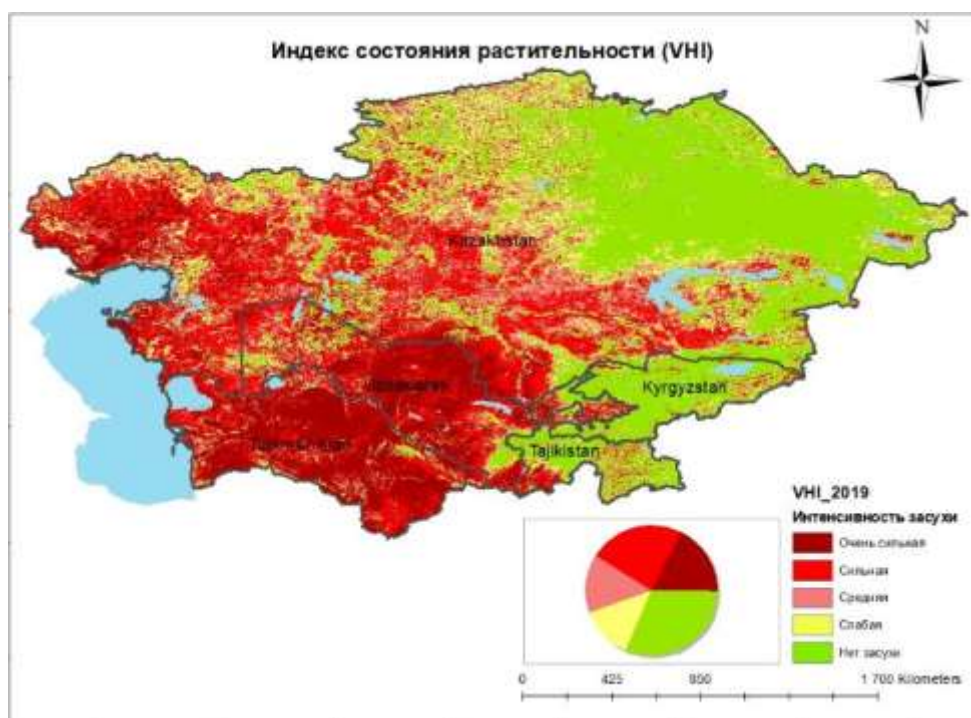 N
Индекс состояния растительности (VHI)
Kazakhstan
Kyrgyzstan
Tajikistan
VHI_2019
Интенсивность засухи
Очень сильная
Сильная
Средняя
Слабая
Нет засухи
0 425 850 1 700 Kilometers